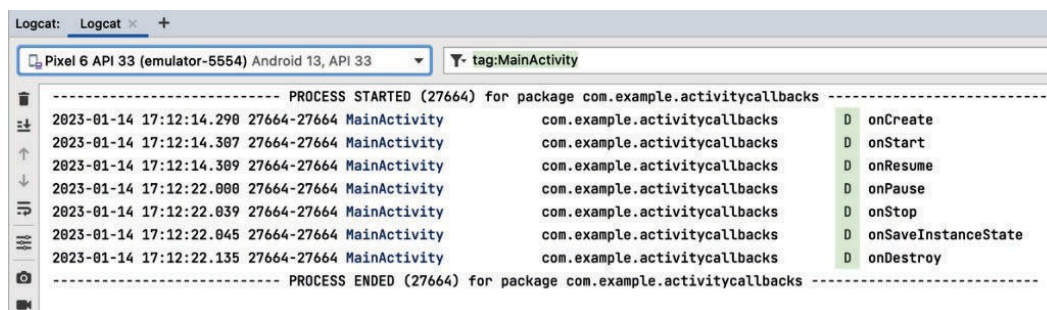 Logcat: Logcat × +
Pixel 6 API 33 (emulator-5554) Android 13, API 33 tag:MainActivity
---------------------------- PROCESS STARTED (27664) for package com.example.activitycallbacks ---------------------------
2023-01-14 17:12:14.290 27664-27664 MainActivity com.example.activitycallbacks D onCreate
2023-01-14 17:12:14.307 27664-27664 MainActivity com.example.activitycallbacks D onStart
2023-01-14 17:12:14.309 27664-27664 MainActivity com.example.activitycallbacks D onResume
2023-01-14 17:12:22.000 27664-27664 MainActivity com.example.activitycallbacks D onPause
2023-01-14 17:12:22.039 27664-27664 MainActivity com.example.activitycallbacks D onStop
2023-01-14 17:12:22.045 27664-27664 MainActivity com.example.activitycallbacks D onSaveInstanceState
2023-01-14 17:12:22.135 27664-27664 MainActivity com.example.activitycallbacks D onDestroy
---------------------------- PROCESS ENDED (27664) for package com.example.activitycallbacks ----------------------------